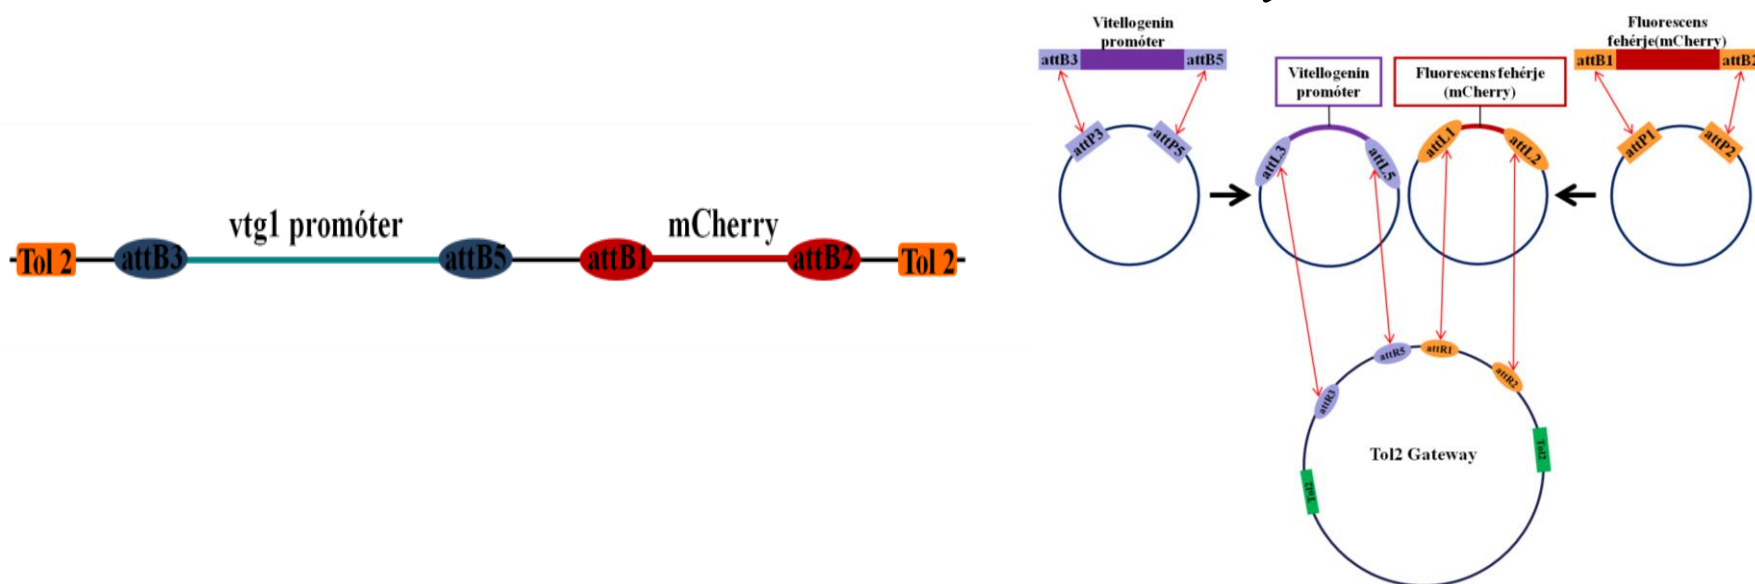 Tol 2
attB3
vtg1 promóter
attB5
attB1
mCherry
attB2
Tol 2
Vitellogenin
promóter
attB3
attB5
attP3
attP5
Vitellogenin
promóter
attL3
attL5
Fluorescens fehérje
(mCherry)
attL1
attL2
Fluorescens
fehérje(mCherry)
attB1
attB2
attP1
attP2
attR3
attR5
attR1
attR2
Tol2 Gateway
Tol2
Tol2